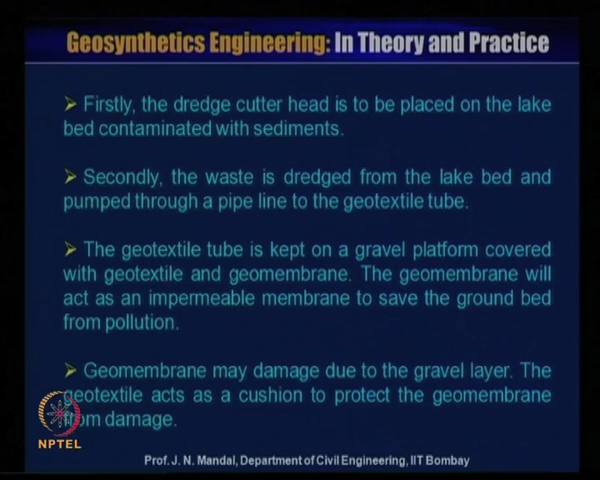 Geosynthetics Engineering: In Theory and Practice
➤ Firstly, the dredge cutter head is to be placed on the lake
bed contaminated with sediments.
➤ Secondly, the waste is dredged from the lake bed and
pumped through a pipe line to the geotextile tube.
➤ The geotextile tube is kept on a gravel platform covered
with geotextile and geomembrane. The geomembrane will
act as an impermeable membrane to save the ground bed
from pollution.
➤ Geomembrane may damage due to the gravel layer. The
geotextile acts as a cushion to protect the geomembrane
from damage.
NPTEL
Prof. J. N. Mandal, Department of Civil Engineering, IIT Bombay